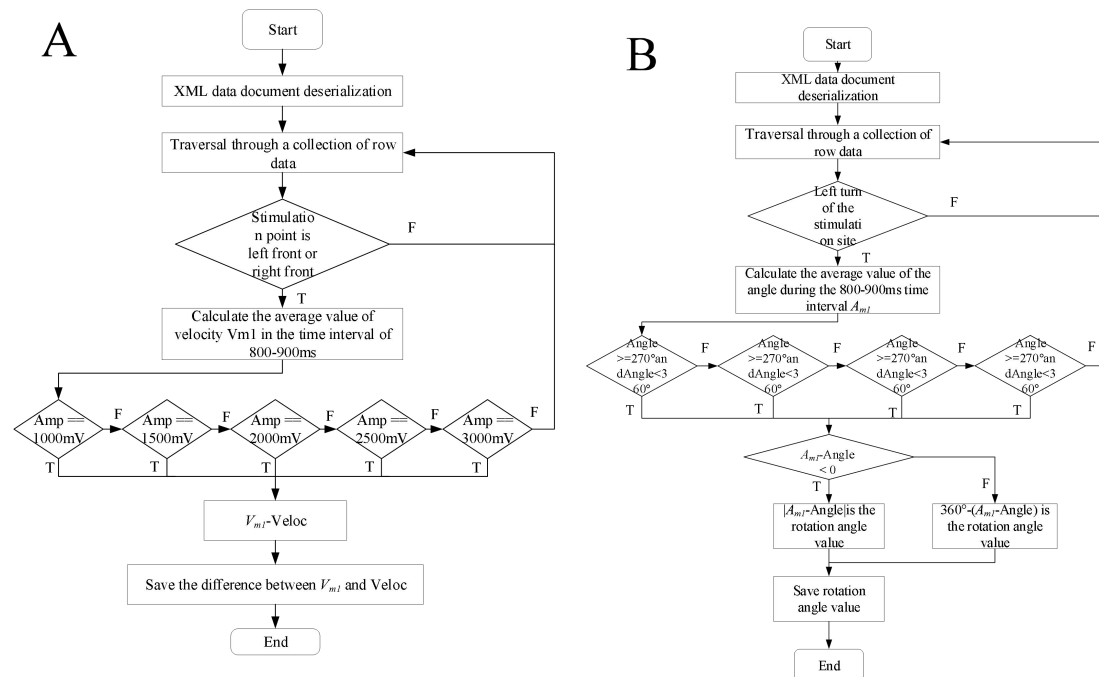 A
Start
XML data document deserialization
Traversal through a collection of row
data
Stimulatio
n point is
left front or
right front
F
T
Calculate the average value of
velocity Vm1 in the time interval of
800-900ms
Amp ==
1000mV
F
Amp ==
1500mV
F
Amp ==
2000mV
F
Amp ==
2500mV
F
Amp ==
3000mV
F
T
T
T
T
T
Vm1-Veloc
Save the difference between Vm1 and Veloc
End
B
Start
XML data document
deserialization
Traversal through a collection of
row data
Left turn
of the
stimulati
on site
F
T
Calculate the average value of the
angle during the 800-900ms time
interval Am1
Angle
>=270°an
dAngle<3
60°
F
Angle
>=270°an
dAngle<3
60°
F
Angle
>=270°an
dAngle<3
60°
F
Angle
>=270°an
dAngle<3
60°
F
T
T
T
T
Am1-Angle
< 0
T
F
|Am1-Angle|is the
rotation angle
value
360°-(Am1-Angle) is
the rotation angle
value
Save rotation
angle value
End